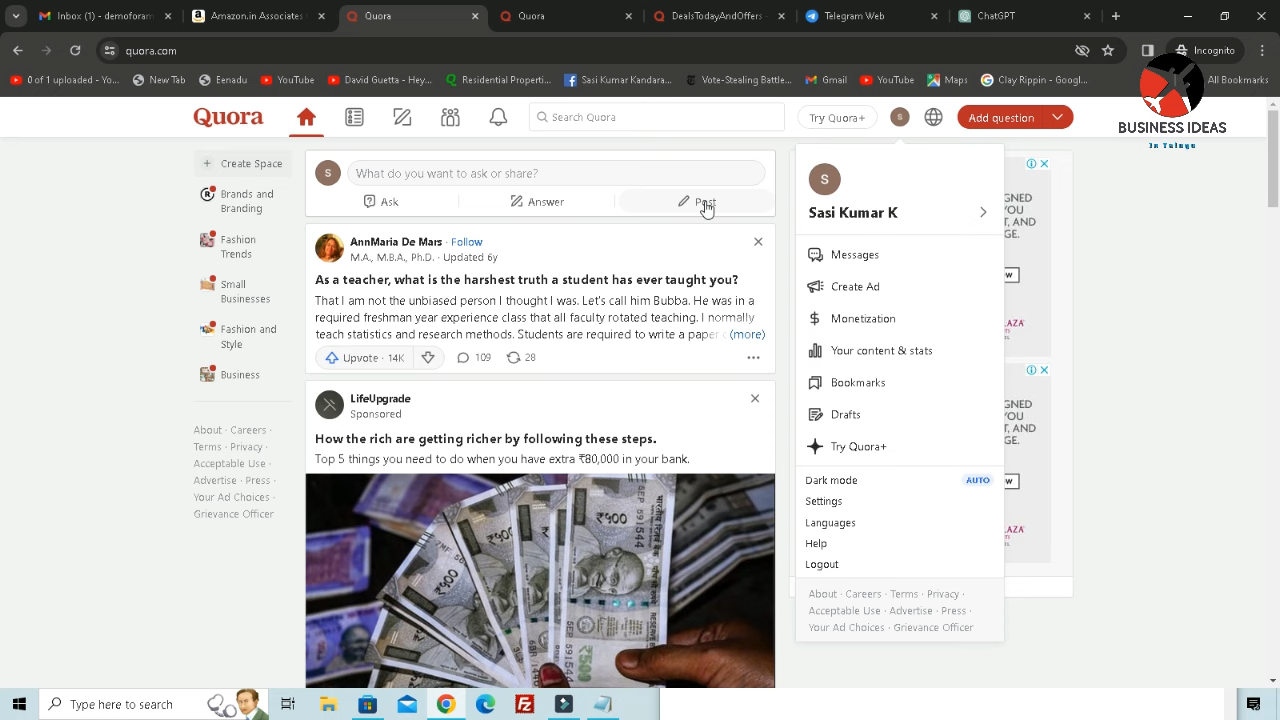 Inbox - demoforam
Amazon.in Associates
Quora
Quora
DealsTodayAndOffers -
Telegram Web
ChatGPT
quora.com
Incognito
0 of 1 uploaded - Yo...
New Tab
Eenadu
YouTube
David Guetta - Hey...
Residential Properti...
Sasi Kumar Kandara...
Vote-Stealing Battle...
Gmail
YouTube
Maps
Clay Rippin - Googl...
All Bookmarks
BUSINESS IDEAS
In Telugu
Quora
Search Quora
Try Quora+
S
Add question
Create Space
Brands and
Branding
Fashion
Trends
Small
Businesses
Fashion and
Style
Business
About · Careers ·
Terms · Privacy ·
Acceptable Use ·
Advertise · Press ·
Your Ad Choices ·
Grievance Officer
S
What do you want to ask or share?
Ask
Answer
Post
AnnMaria De Mars · Follow
M.A., M.B.A., Ph.D. · Updated 6y
As a teacher, what is the harshest truth a student has ever taught you?
That I am not the unbiased person I thought I was. Let's call him Bubba. He was in a
required freshman year experience class that all faculty rotated teaching. I normally
teach statistics and research methods. Students are required to write a paper (more)
Upvote · 14K
109
28
LifeUpgrade
Sponsored
How the rich are getting richer by following these steps.
Top 5 things you need to do when you have extra ₹80,000 in your bank.
₹500
SEP 591544
S
Sasi Kumar K
Messages
Create Ad
Monetization
Your content & stats
Bookmarks
Drafts
Try Quora+
Dark mode
AUTO
Settings
Languages
Help
Logout
About · Careers · Terms · Privacy ·
Acceptable Use · Advertise · Press ·
Your Ad Choices · Grievance Officer
Type here to search